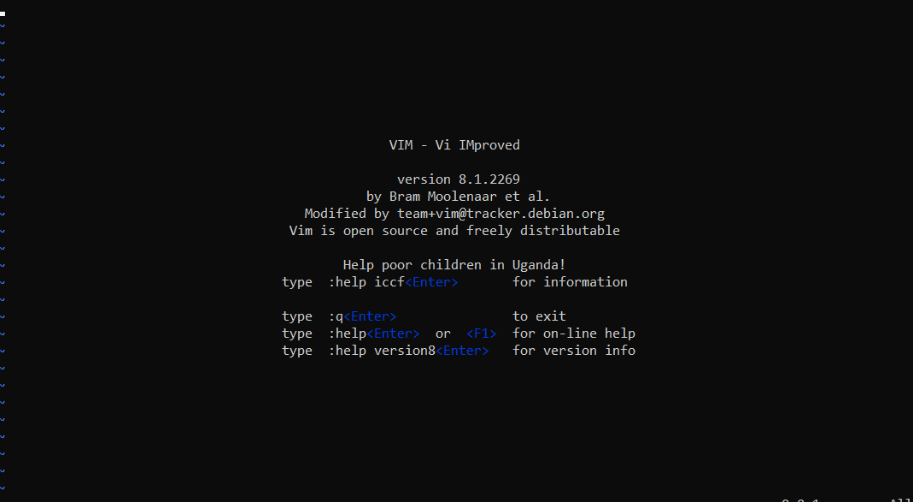 ~
~
~
~
~
~
~
VIM - Vi IMproved
~
~
version 8.1.2269
~
by Bram Moolenaar et al.
~
Modified by team+vim@tracker.debian.org
~
Vim is open source and freely distributable
~
~
Help poor children in Uganda!
~
type :help iccf<Enter> for information
~
~
type :q<Enter> to exit
~
type :help<Enter> or <F1> for on-line help
~
type :help version8<Enter> for version info
~
~
~
~
~
~
~
~
~
All